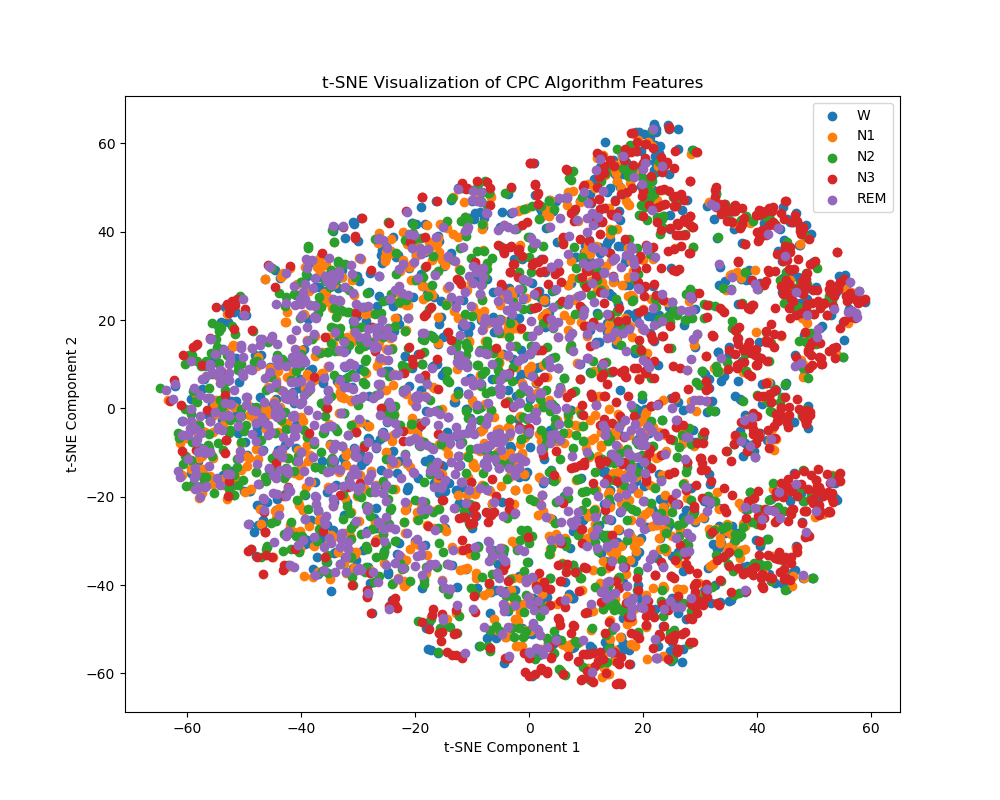 t-SNE Visualization of CPC Algorithm Features
W
N1
N2
N3
REM
60
40
20
0
−20
−40
−60
t-SNE Component 2
−60
−40
−20
0
20
40
60
t-SNE Component 1